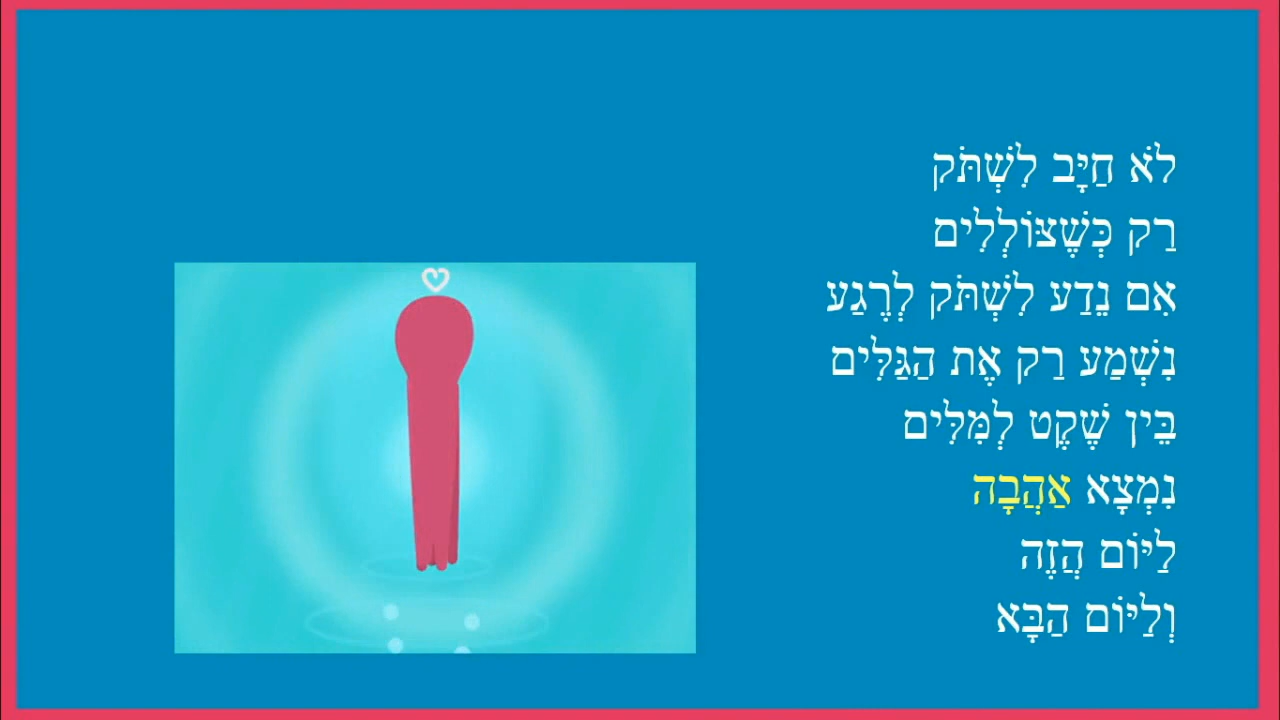 לֹא חַיָּב לִשְׁתֹּק
רַק כְּשֶׁצּוֹלְלִים
אִם נֵדַע לִשְׁתֹּק לְרֶגַע
נִשְׁמַע רַק אֶת הַגַּלִּים
בֵּין שֶׁקֶט לְמִּלִּים
נִמְצָא אַהֲבָה
לַיּוֹם הֲזֶה
וְלַיּוֹם הַבָּא